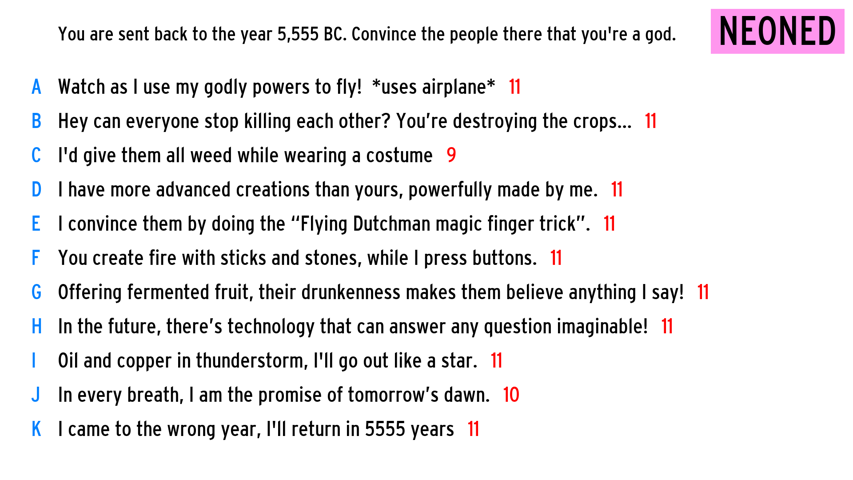 You are sent back to the year 5,555 BC. Convince the people there that you're a god.
NEONED
A Watch as I use my godly powers to fly! *uses airplane* 11
B Hey can everyone stop killing each other? You’re destroying the crops... 11
C I'd give them all weed while wearing a costume 9
D I have more advanced creations than yours, powerfully made by me. 11
E I convince them by doing the “Flying Dutchman magic finger trick”. 11
F You create fire with sticks and stones, while I press buttons. 11
G Offering fermented fruit, their drunkenness makes them believe anything I say! 11
H In the future, there’s technology that can answer any question imaginable! 11
I Oil and copper in thunderstorm, I'll go out like a star. 11
J In every breath, I am the promise of tomorrow’s dawn. 10
K I came to the wrong year, I'll return in 5555 years 11